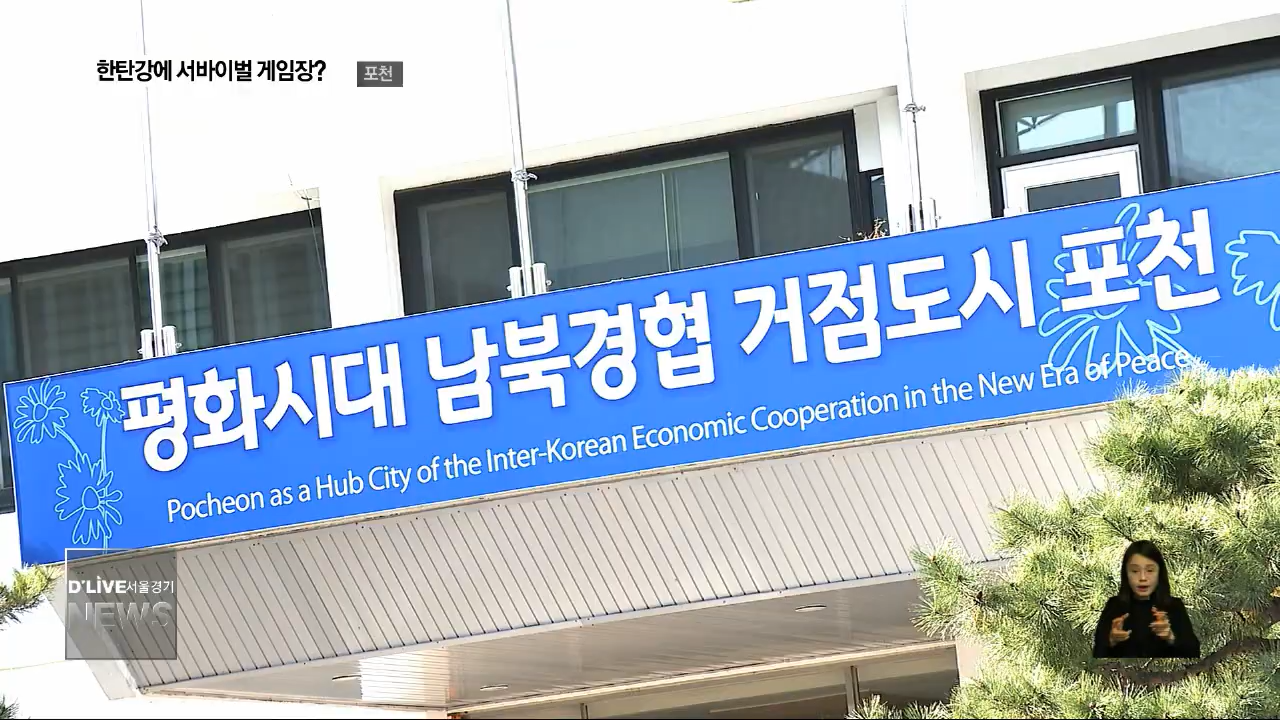 한탄강에 서바이벌 게임장?
포천
평화시대 남북경협 거점도시 포천
Pocheon as a Hub City of the Inter-Korean Economic Cooperation in the New Era of Peace
D'LIVE서울경기
NEWS